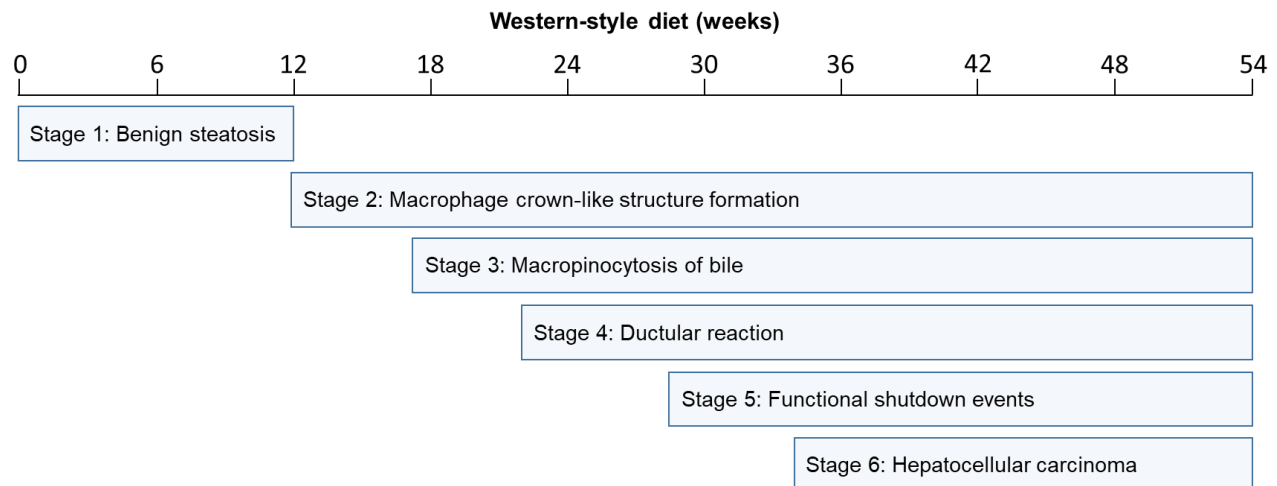 Western-style diet (weeks)
0 6 12 18 24 30 36 42 48 54
Stage 1: Benign steatosis
Stage 2: Macrophage crown-like structure formation
Stage 3: Macropinocytosis of bile
Stage 4: Ductular reaction
Stage 5: Functional shutdown events
Stage 6: Hepatocellular carcinoma